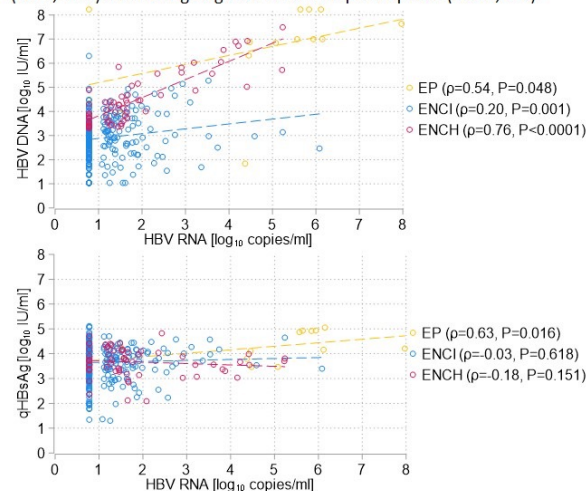 8
7
6
5
4
3
2
1
0
HBV DNA [log₁₀ IU/ml]
EP (ρ=0.54, P=0.048)
ENCI (ρ=0.20, P=0.001)
ENCH (ρ=0.76, P<0.0001)
0 1 2 3 4 5 6 7 8
HBV RNA [log₁₀ copies/ml]
8
7
6
5
4
3
2
1
0
qHBsAg [log₁₀ IU/ml]
EP (ρ=0.63, P=0.016)
ENCI (ρ=-0.03, P=0.618)
ENCH (ρ=-0.18, P=0.151)
0 1 2 3 4 5 6 7 8
HBV RNA [log₁₀ copies/ml]